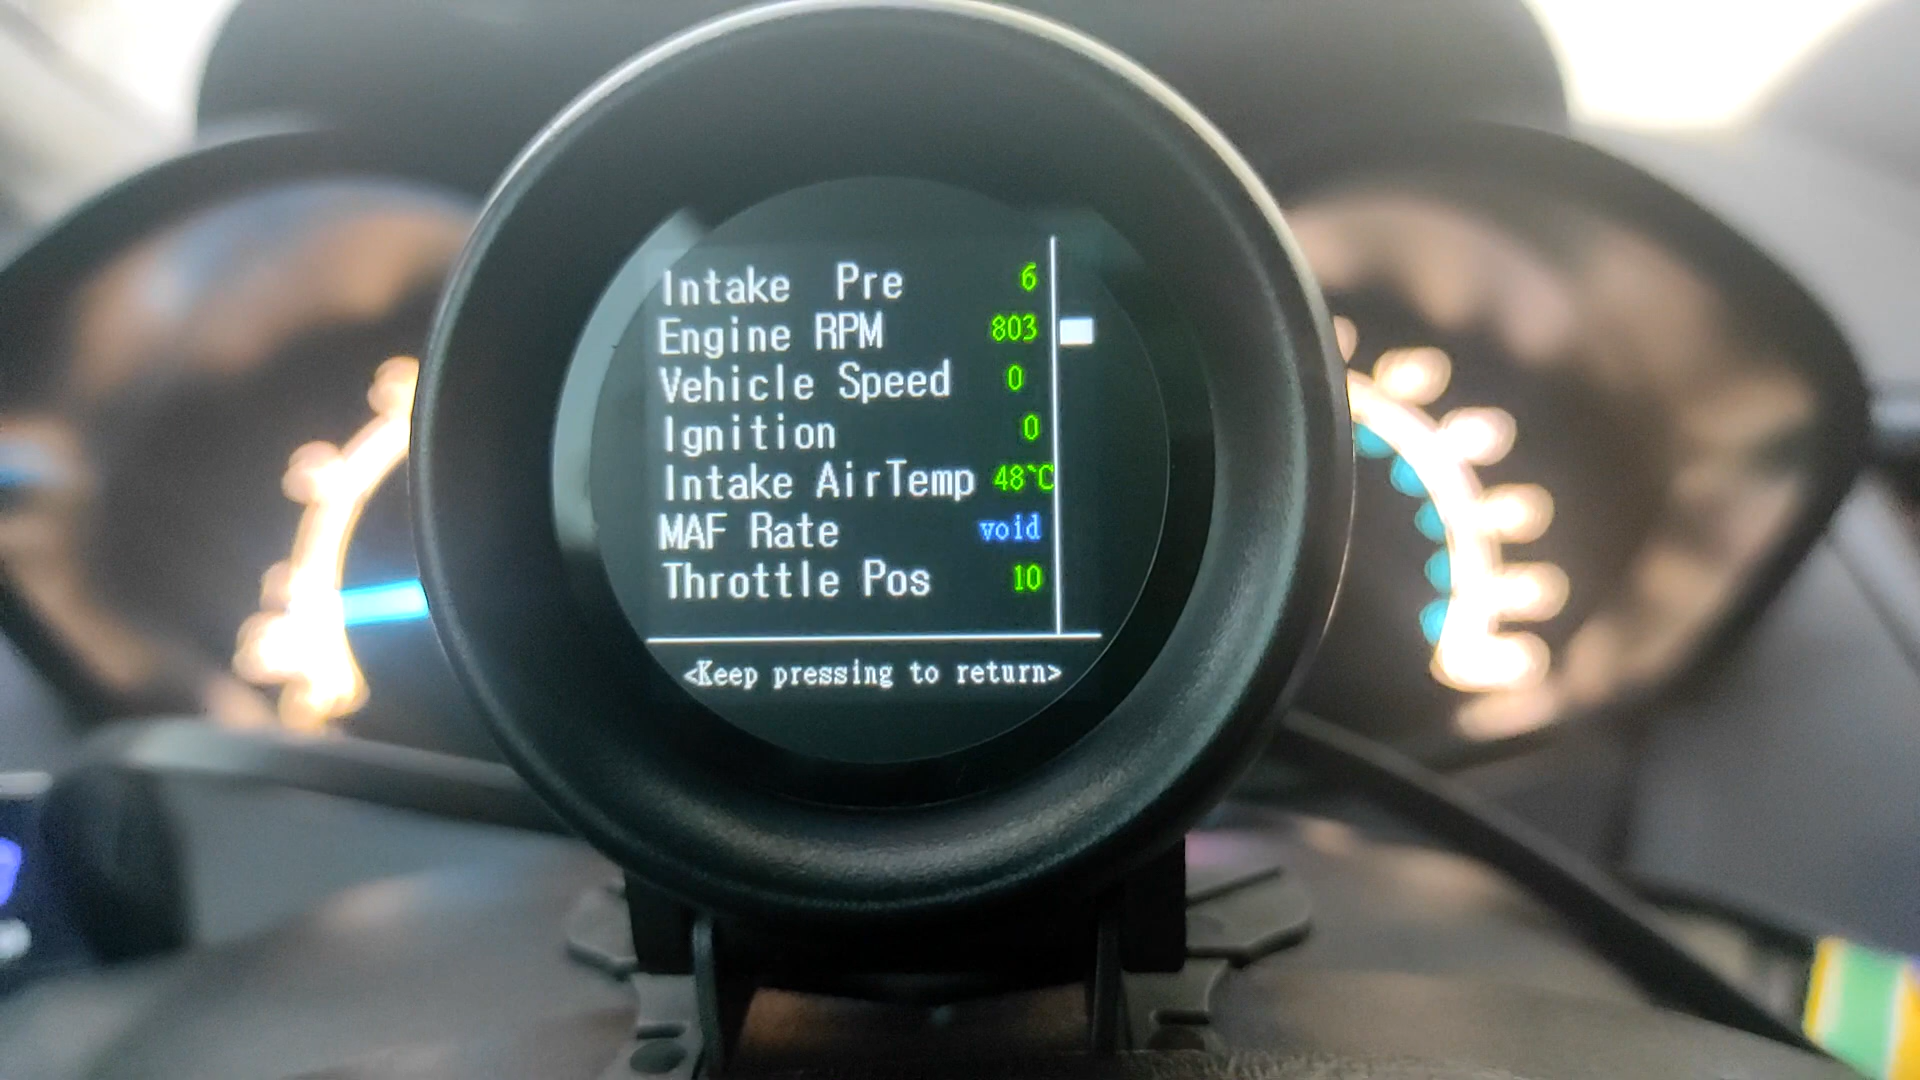 Intake Pre 6
Engine RPM 803
Vehicle Speed 0
Ignition 0
Intake AirTemp 48℃
MAF Rate void
Throttle Pos 10
<Keep pressing to return>